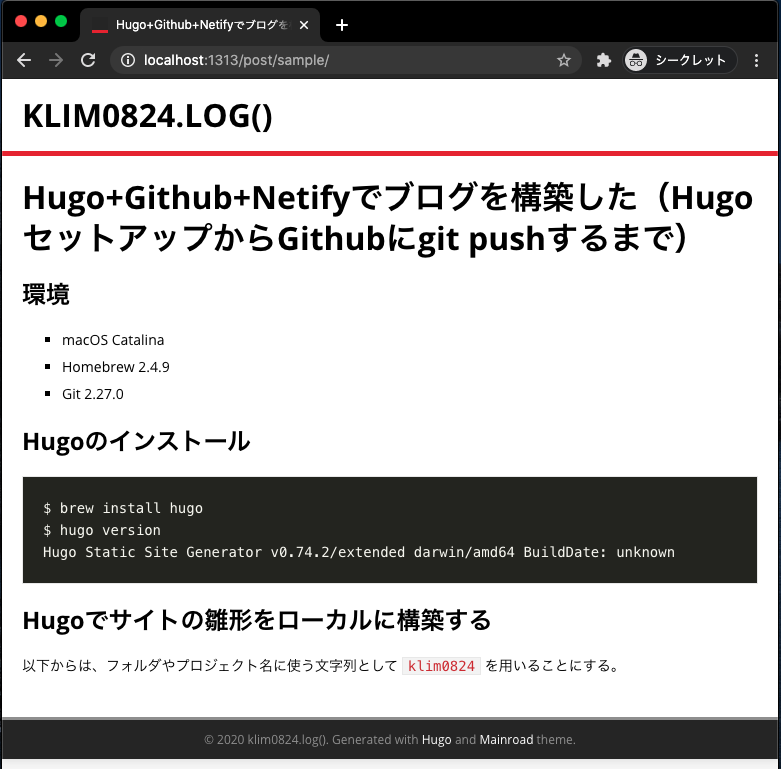 Hugo+Github+Netifyでブログを
localhost:1313/post/sample/
シークレット
KLIM0824.LOG()
Hugo+Github+Netifyでブログを構築した（Hugo
セットアップからGithubにgit pushするまで）
環境
macOS Catalina
Homebrew 2.4.9
Git 2.27.0
Hugoのインストール
$ brew install hugo
$ hugo version
Hugo Static Site Generator v0.74.2/extended darwin/amd64 BuildDate: unknown
Hugoでサイトの雛形をローカルに構築する
以下からは、フォルダやプロジェクト名に使う文字列として klim0824 を用いることにする。
© 2020 klim0824.log(). Generated with Hugo and Mainroad theme.